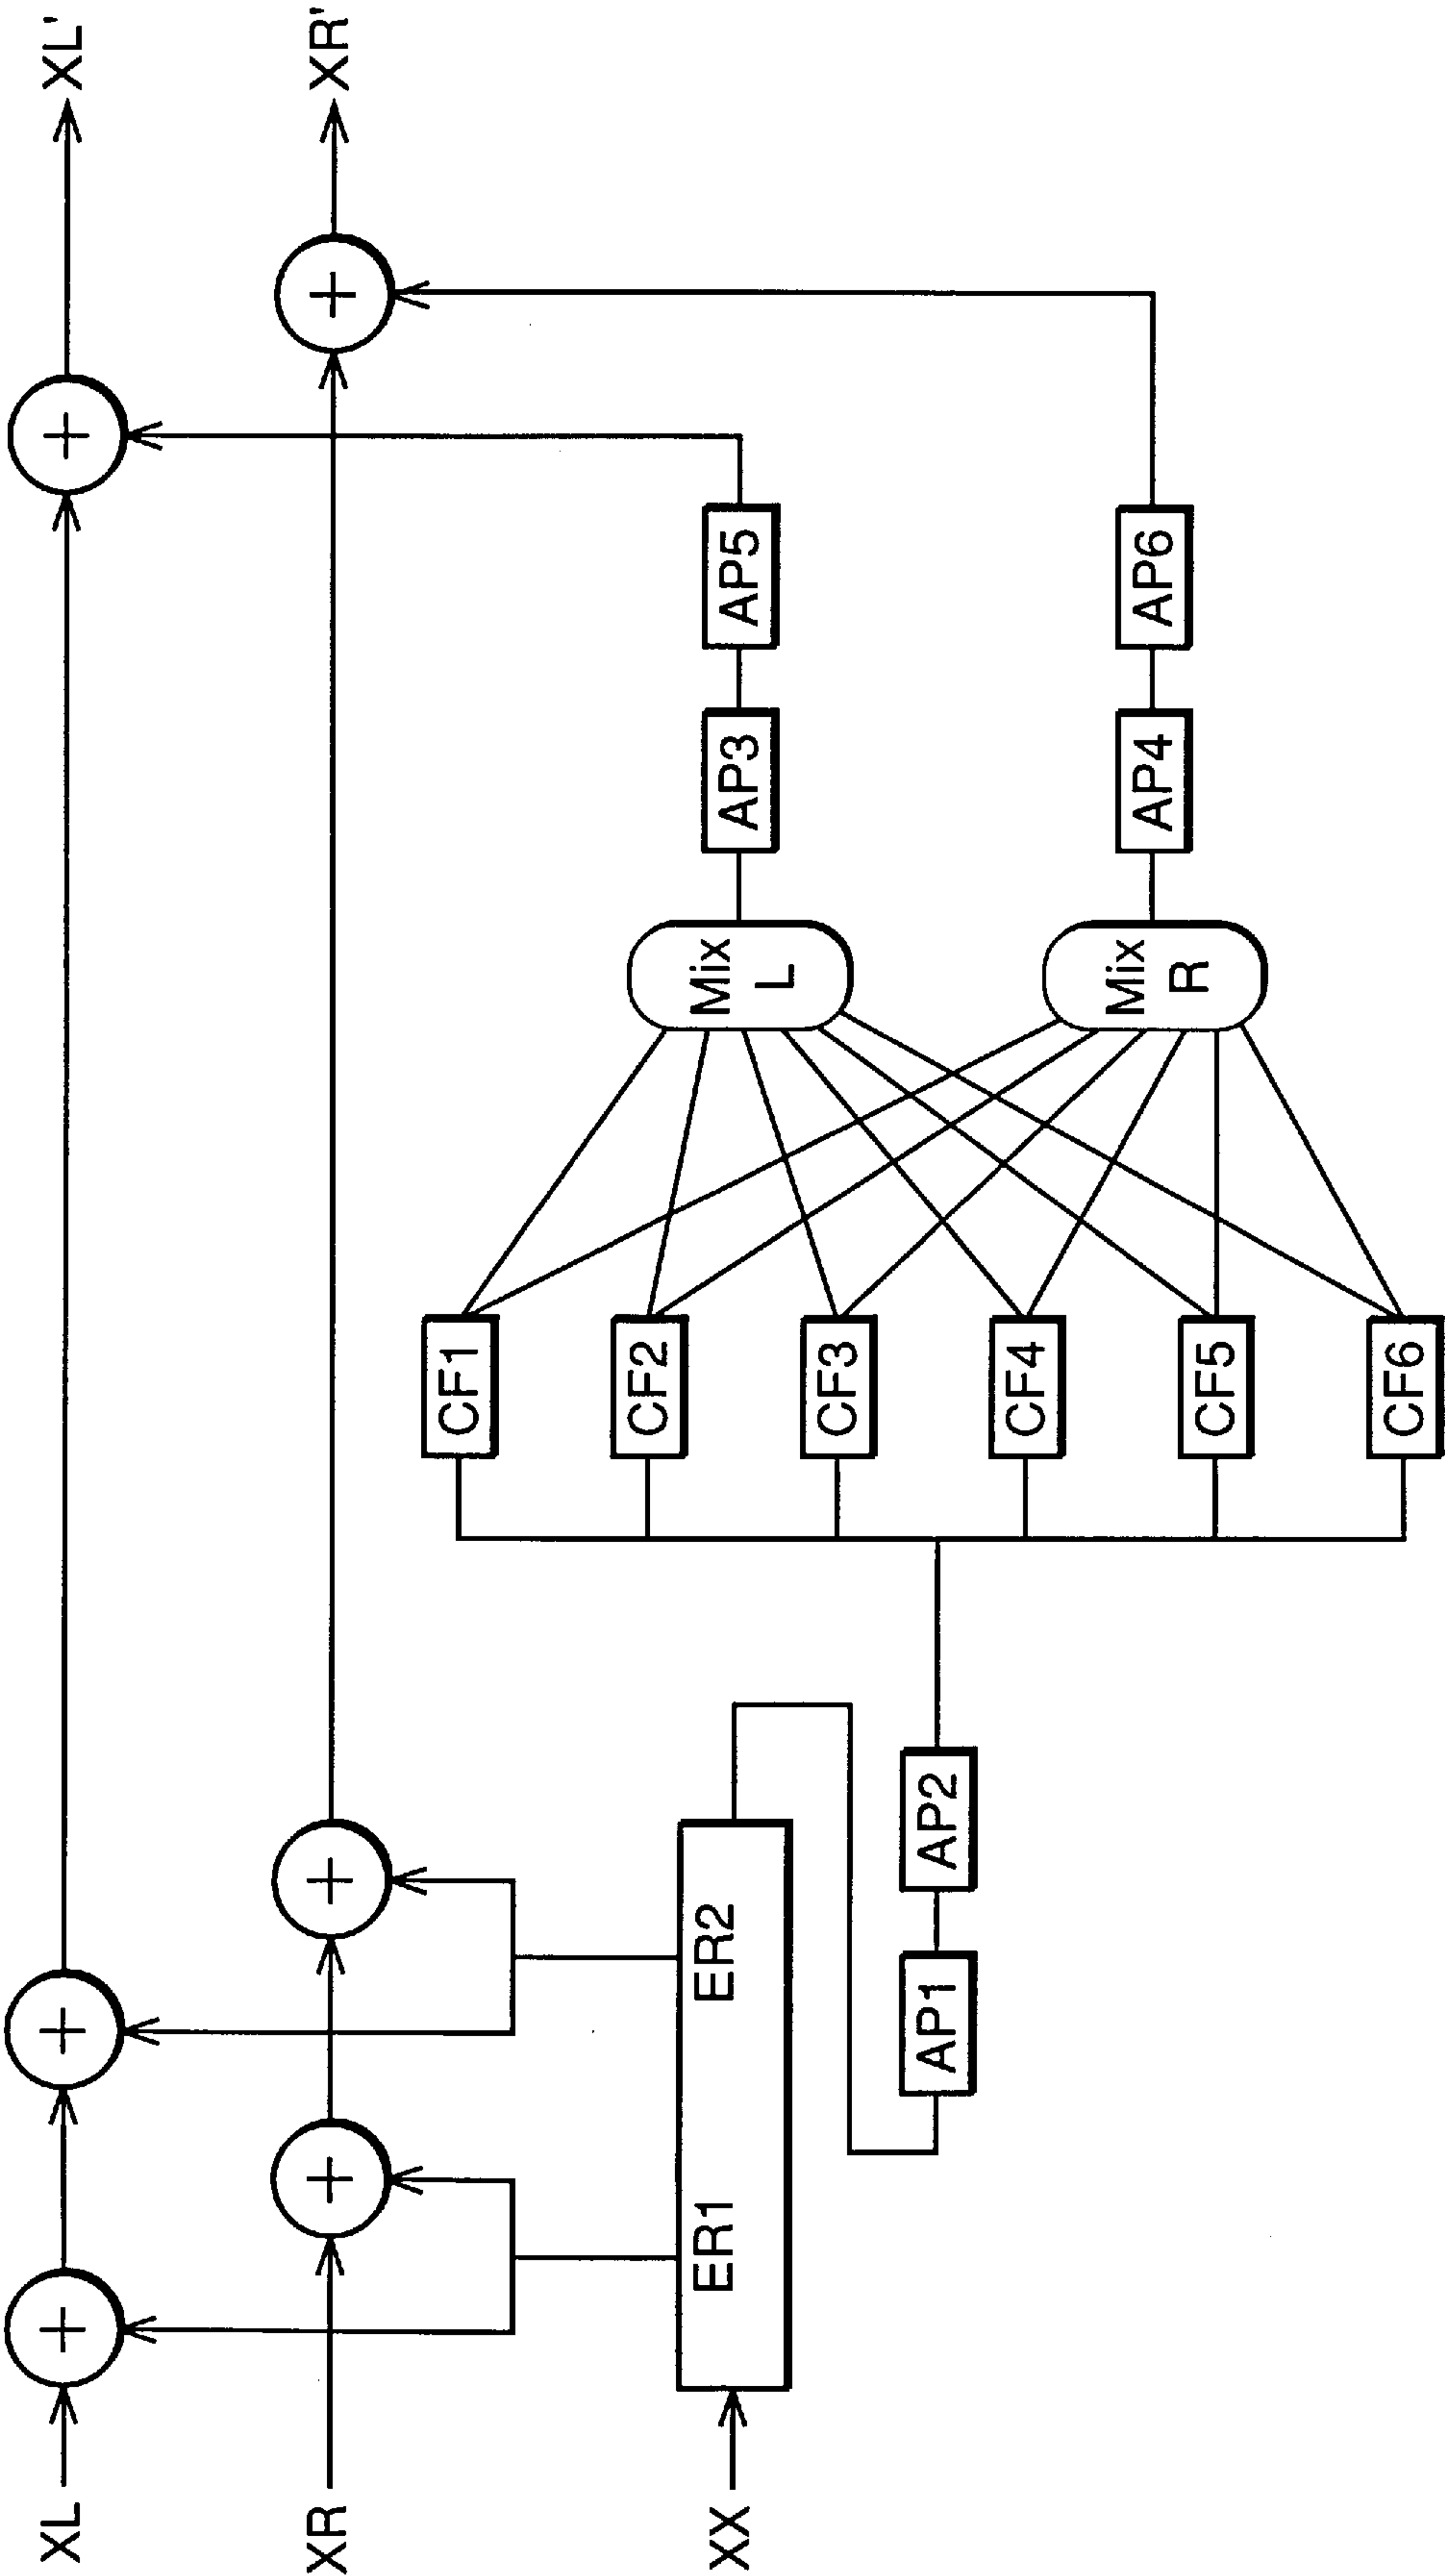 XL
XL'
XR
XR'
XX
ER1
ER2
AP1
AP2
CF1
CF2
CF3
CF4
CF5
CF6
Mix
L
Mix
R
AP3
AP5
AP4
AP6